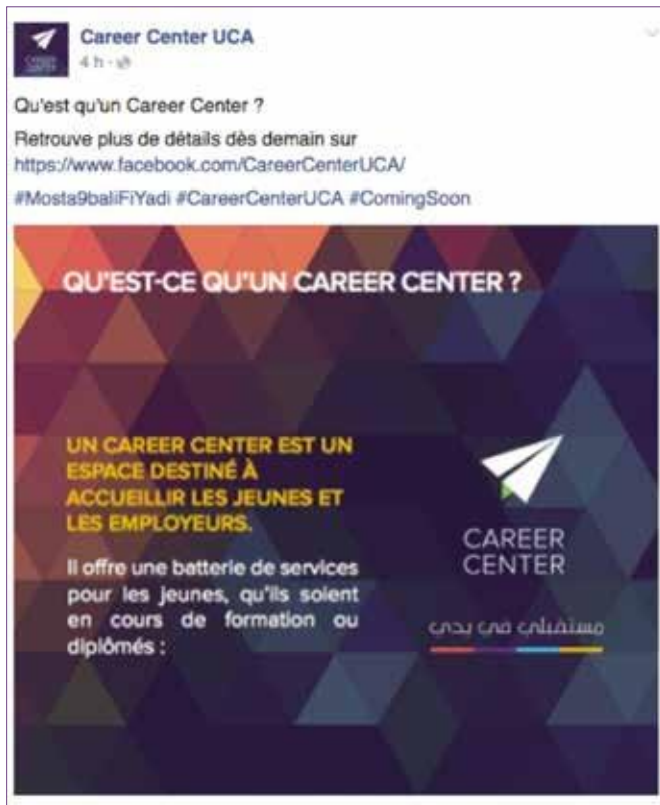 Career Center UCA
4 h
Qu'est qu'un Career Center ?
Retrouve plus de détails dès demain sur
https://www.facebook.com/CareerCenterUCA/
#Mosta9baliFiYadi #CareerCenterUCA #ComingSoon
QU'EST-CE QU'UN CAREER CENTER ?
UN CAREER CENTER EST UN
ESPACE DESTINÉ À
ACCUEILLIR LES JEUNES ET
LES EMPLOYEURS.
Il offre une batterie de services
pour les jeunes, qu'ils soient
en cours de formation ou
diplômés :
CAREER
CENTER
مستقبلي في يدي